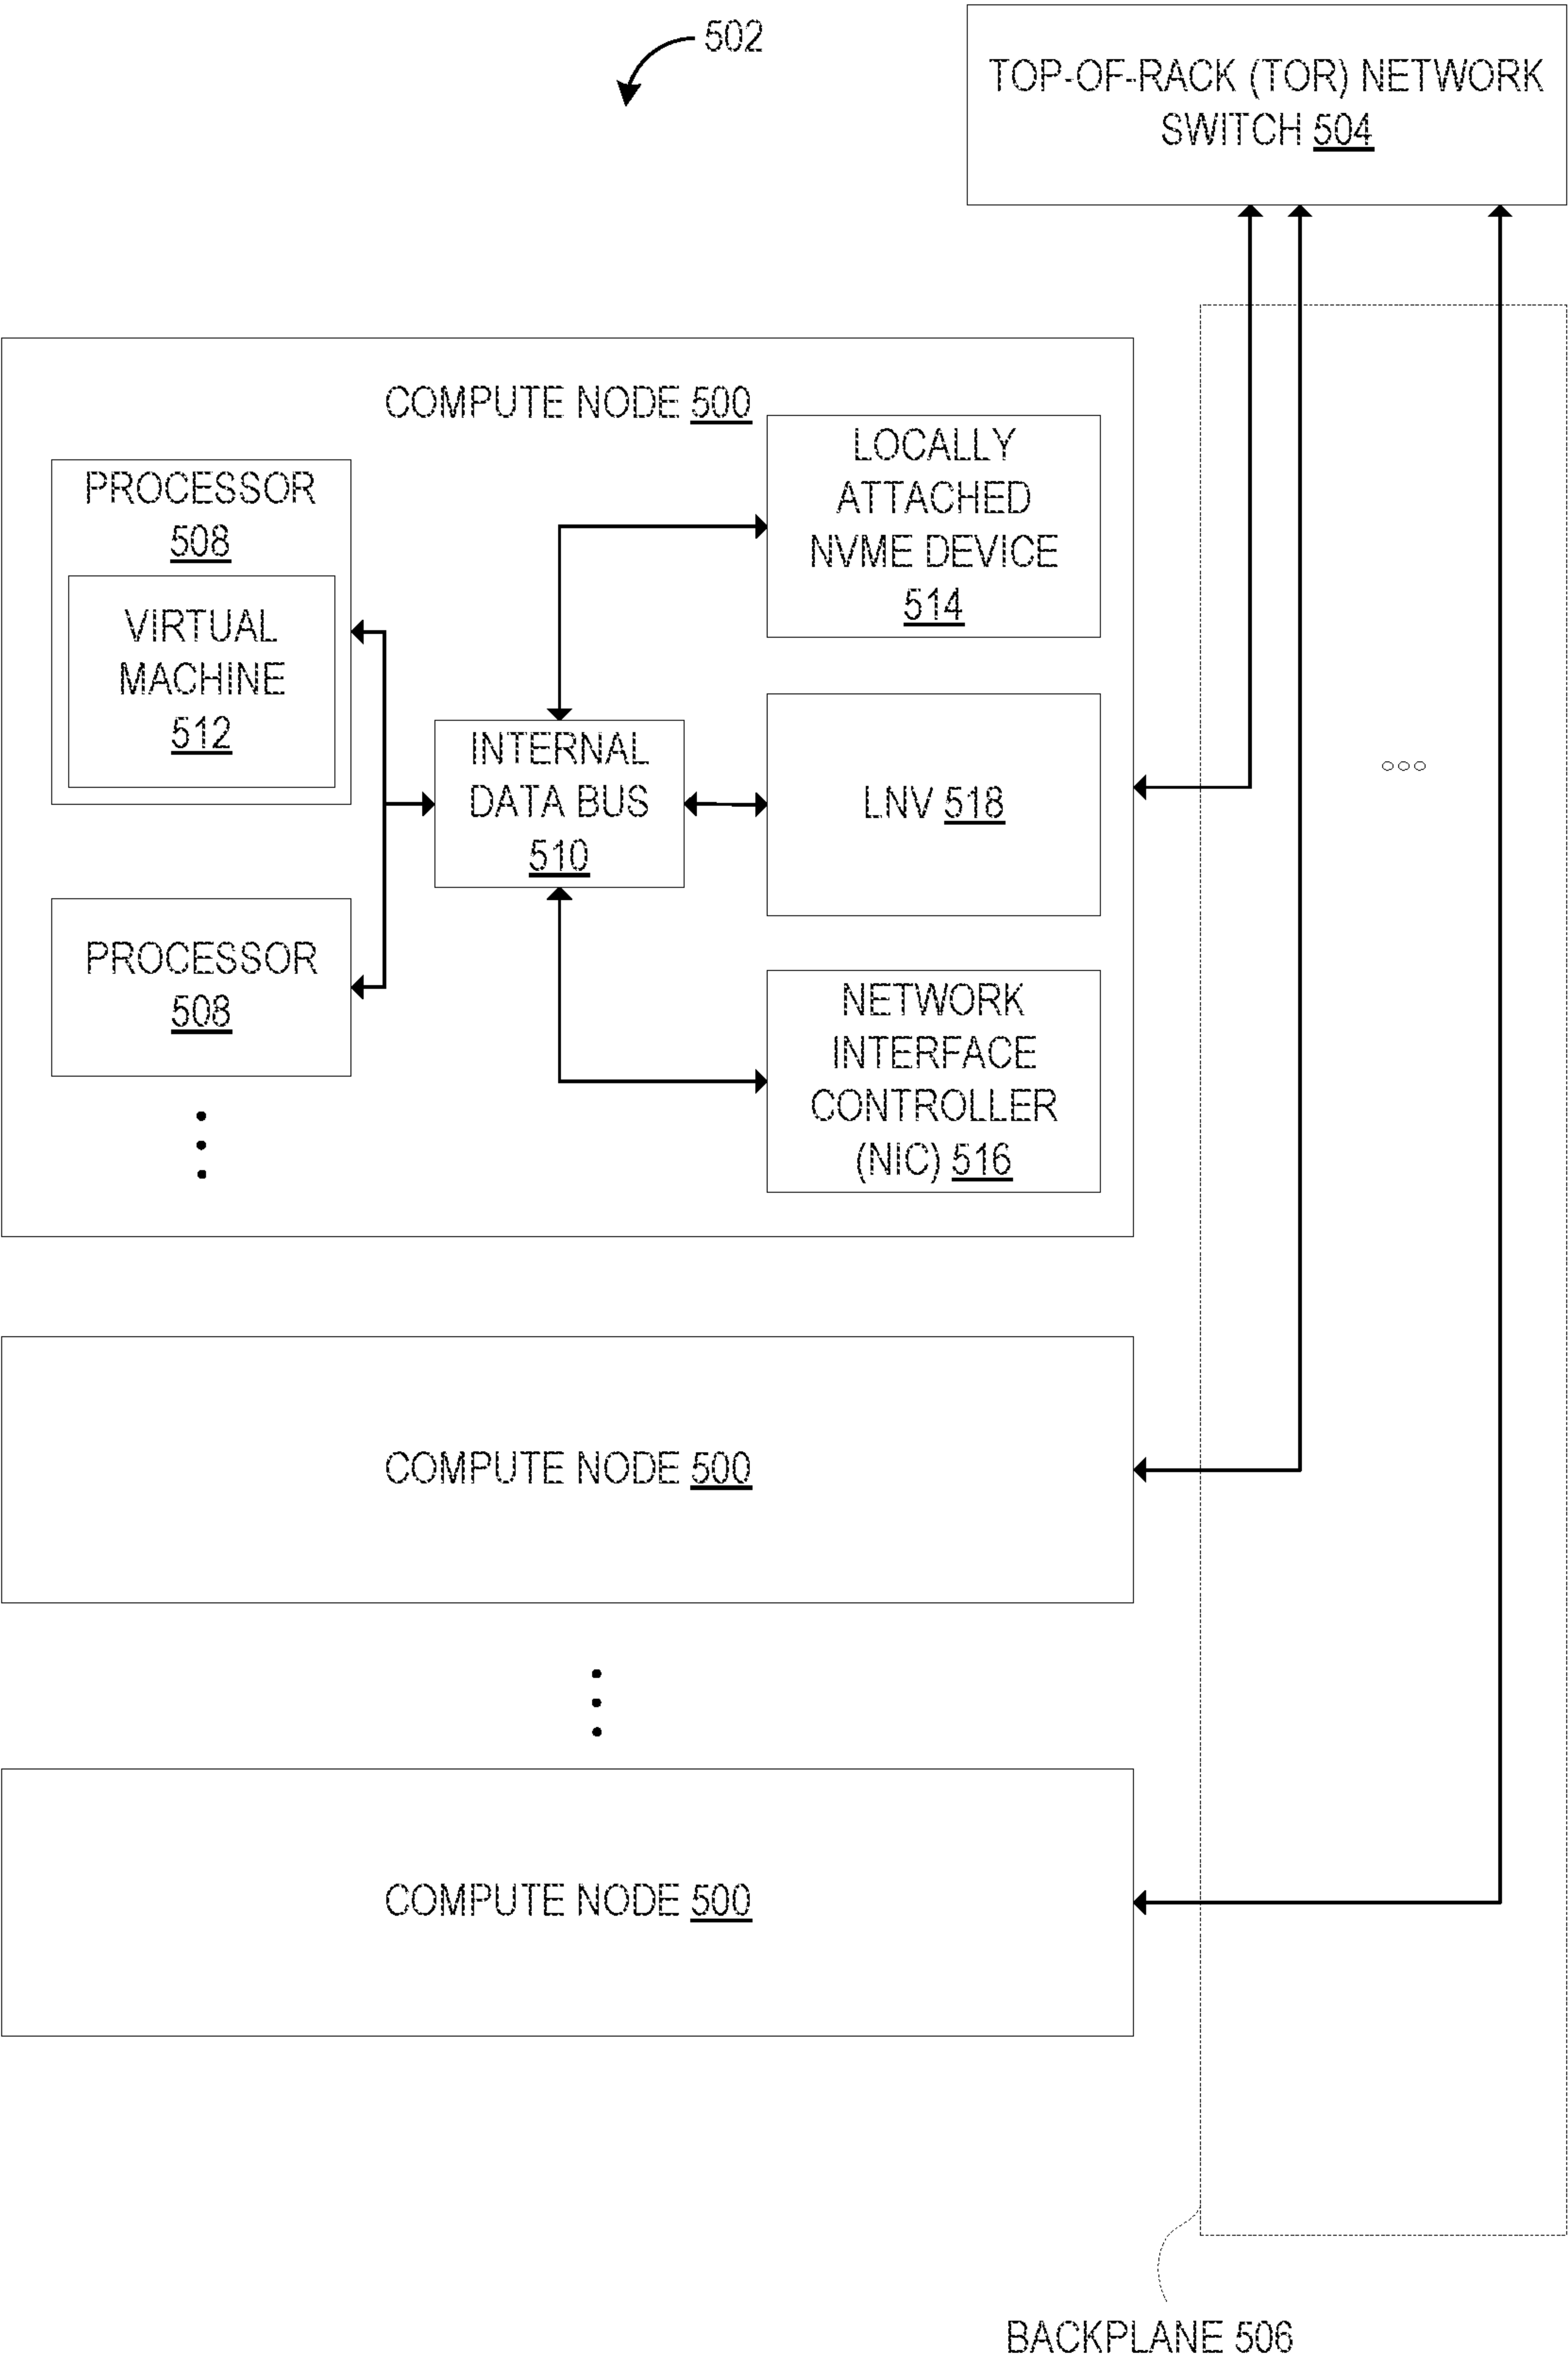 502
TOP-OF-RACK (TOR) NETWORK
SWITCH 504
COMPUTE NODE 500
PROCESSOR
508
VIRTUAL
MACHINE
512
PROCESSOR
508
INTERNAL
DATA BUS
510
LOCALLY
ATTACHED
NVME DEVICE
514
LNV 518
NETWORK
INTERFACE
CONTROLLER
(NIC) 516
COMPUTE NODE 500
COMPUTE NODE 500
BACKPLANE 506